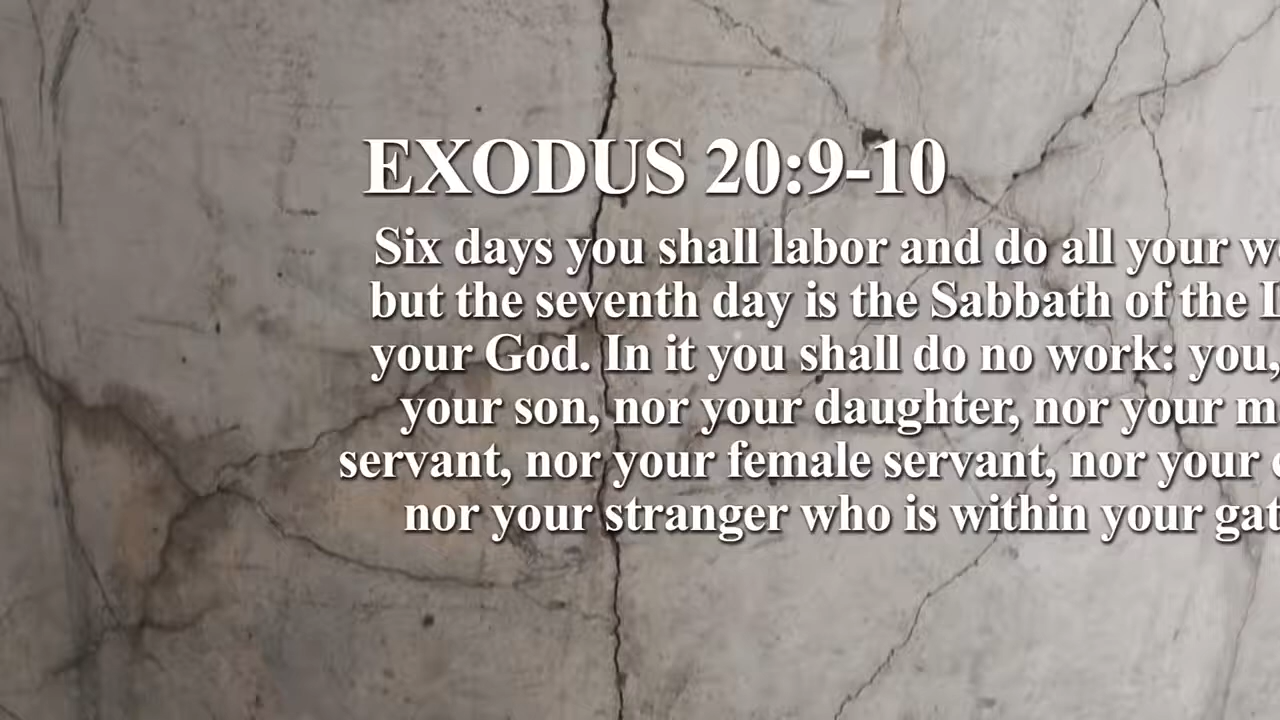 EXODUS 20:9-10
Six days you shall labor and do all your
but the seventh day is the Sabbath of the
your God. In it you shall do no work: you,
your son, nor your daughter, nor your
servant, nor your female servant, nor your
nor your stranger who is within your